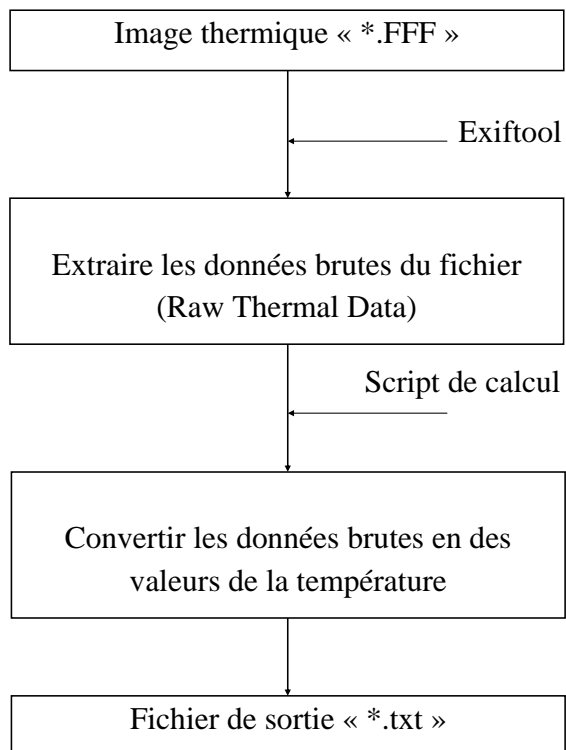 Image thermique « *.FFF »
Exiftool
Extraire les données brutes du fichier
(Raw Thermal Data)
Script de calcul
Convertir les données brutes en des
valeurs de la température
Fichier de sortie « *.txt »